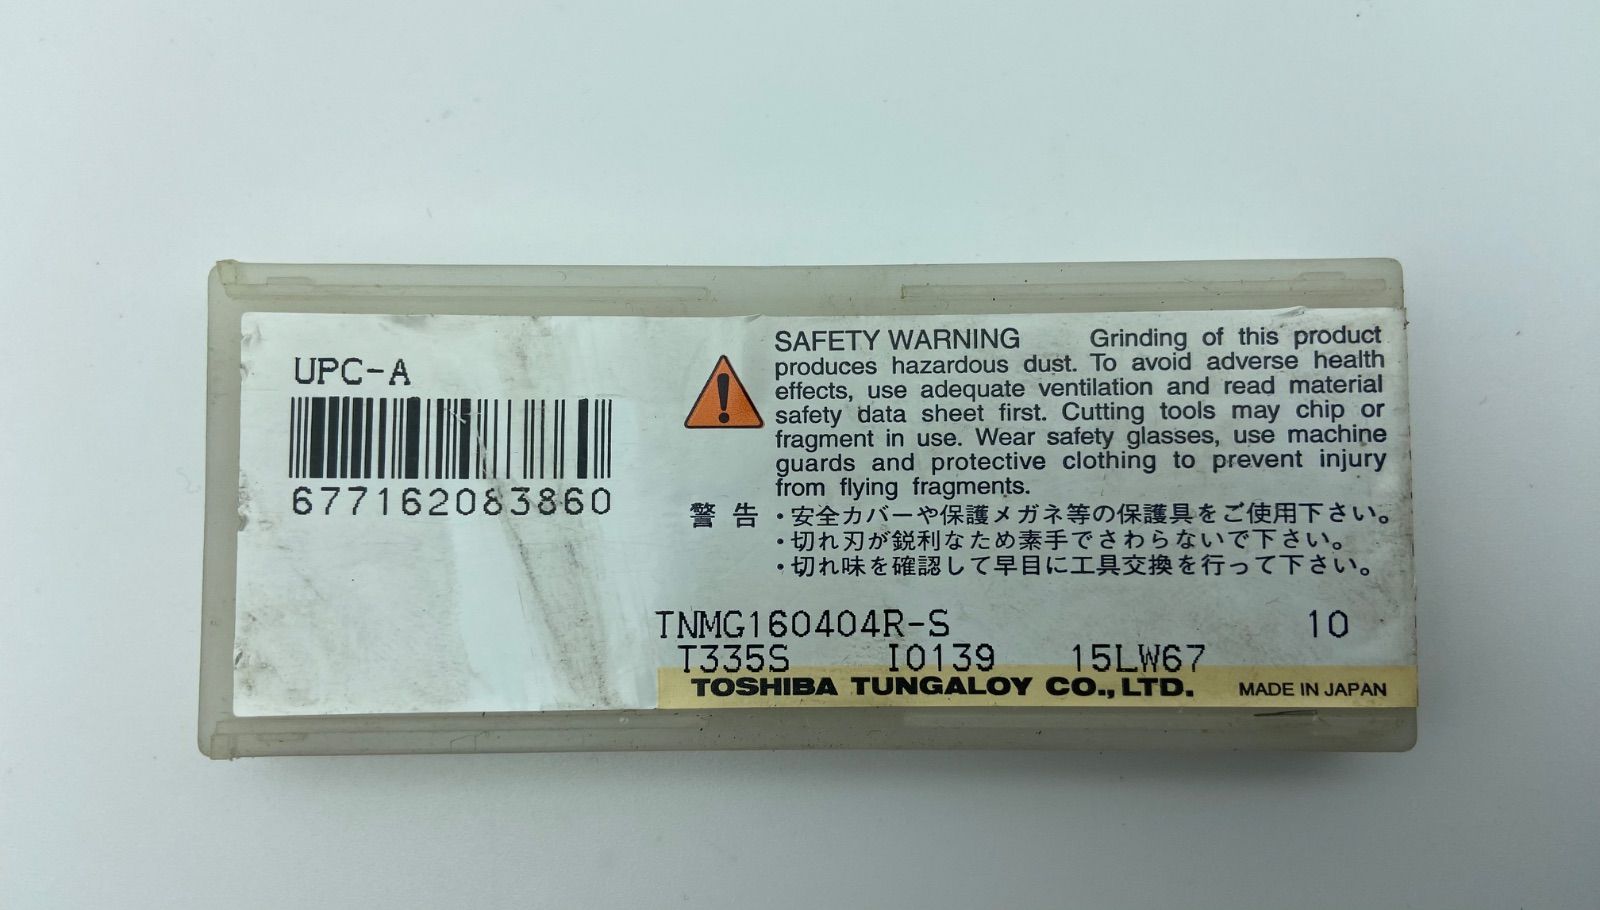 UPC-A
677162083860
SAFETY WARNING Grinding of this product
produces hazardous dust. To avoid adverse health
effects, use adequate ventilation and read material
safety data sheet first. Cutting tools may chip or
fragment in use. Wear safety glasses, use machine
guards and protective clothing to prevent injury
from flying fragments.
警告 ・安全カバーや保護メガネ等の保護具をご使用下さい。
・切れ刃が鋭利なため素手でさわらないで下さい。
・切れ味を確認して早目に工具交換を行って下さい。
TNMG160404R-S 10
T335S I0139 15LW67
TOSHIBA TUNGALOY CO., LTD. MADE IN JAPAN